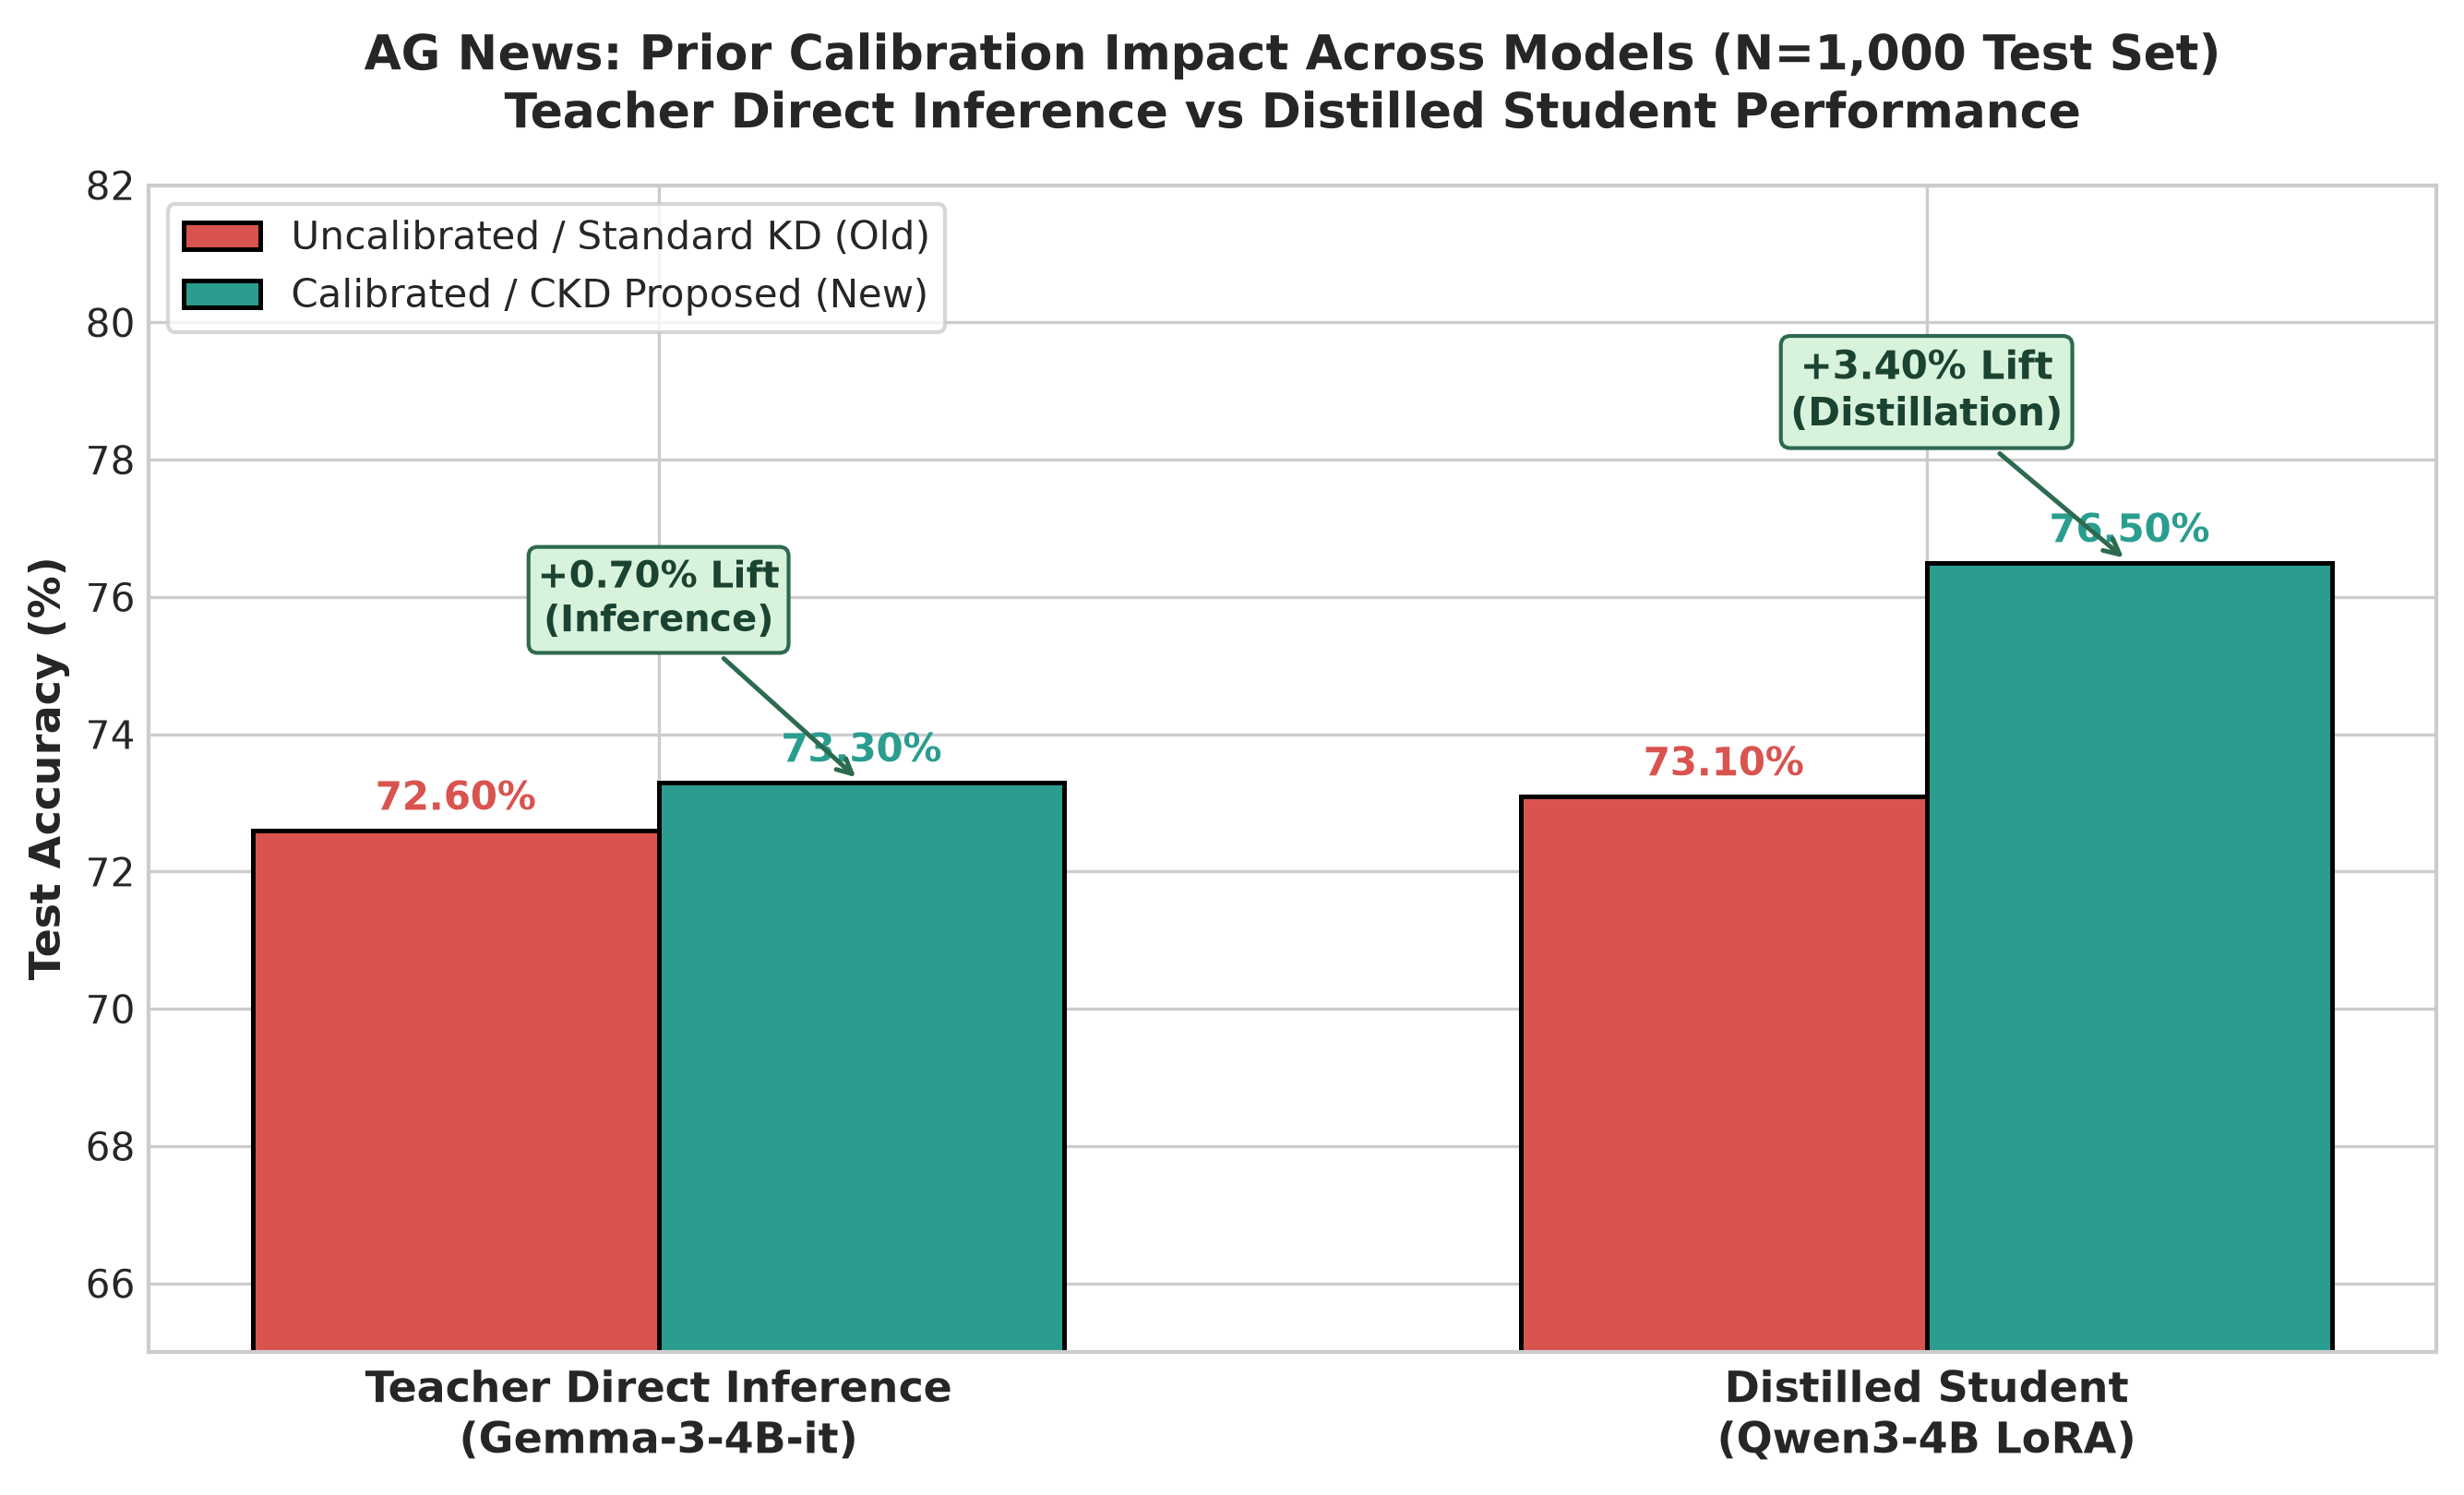 AG News: Prior Calibration Impact Across Models (N=1,000 Test Set)
Teacher Direct Inference vs Distilled Student Performance
Uncalibrated / Standard KD (Old)
Calibrated / CKD Proposed (New)
Test Accuracy (%)
82
80
78
76
74
72
70
68
66
+0.70% Lift
(Inference)
+3.40% Lift
(Distillation)
72.60%
73.30%
73.10%
76.50%
Teacher Direct Inference
(Gemma-3-4B-it)
Distilled Student
(Qwen3-4B LoRA)